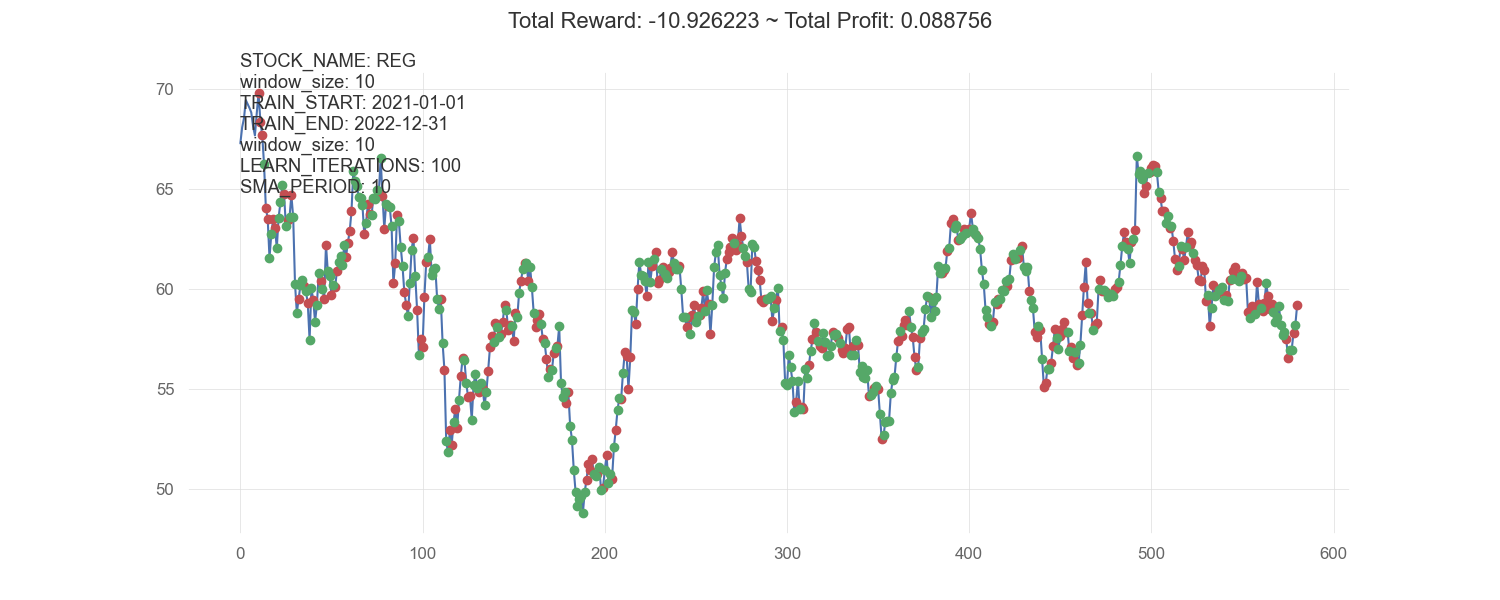 Total Reward: -10.926223 ~ Total Profit: 0.088756
STOCK_NAME: REG
window_size: 10
TRAIN_START: 2021-01-01
TRAIN_END: 2022-12-31
window_size: 10
LEARN_ITERATIONS: 100
SMA_PERIOD: 10
70
65
60
55
50
0 100 200 300 400 500 600